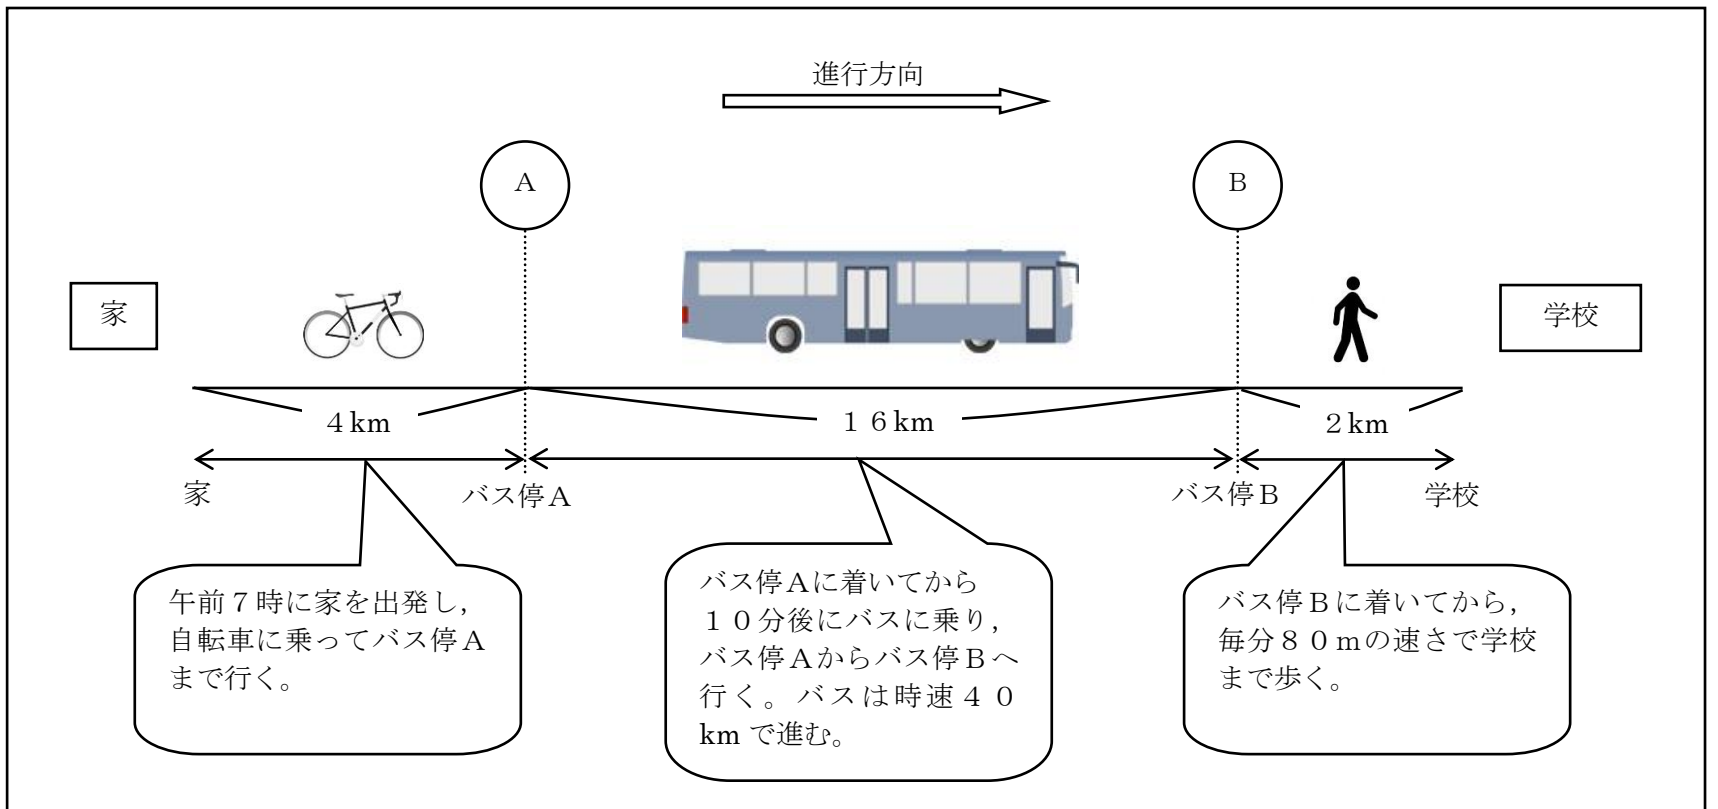 進行方向
A
B
家
学校
4km
16km
2km
家
バス停A
バス停B
学校
午前7時に家を出発し,
自転車に乗ってバス停A
まで行く。
バス停Aに着いてから
10分後にバスに乗り,
バス停Aからバス停Bへ
行く。バスは時速40
kmで進む。
バス停Bに着いてから,
毎分80mの速さで学校
まで歩く。